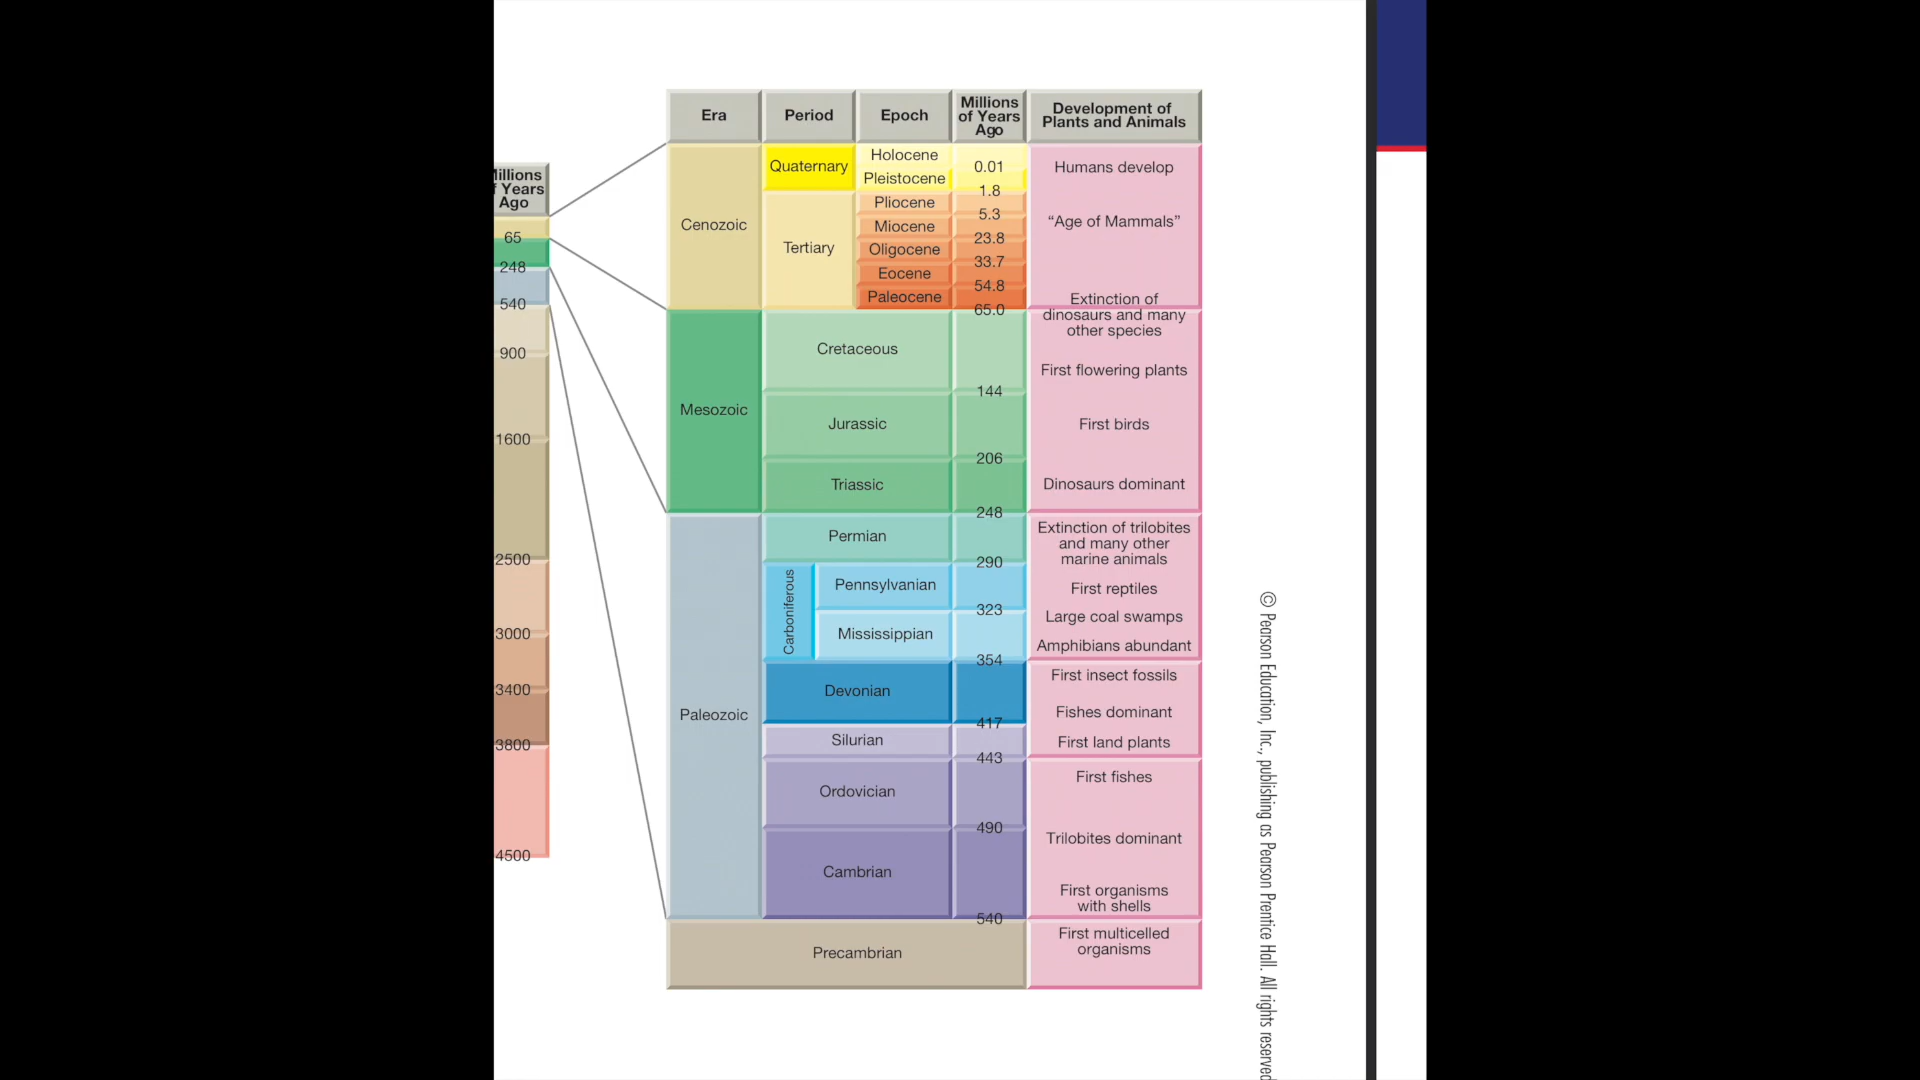 Millions
of Years
Ago
65
248
540
900
1600
2500
3000
3400
3800
4500
Era
Period
Epoch
Millions
of Years
Ago
Development of
Plants and Animals
Cenozoic
Quaternary
Holocene
0.01
Pleistocene
1.8
Humans develop
Tertiary
Pliocene
5.3
Miocene
23.8
Oligocene
33.7
Eocene
54.8
Paleocene
65.0
“Age of Mammals”
Extinction of
dinosaurs and many
other species
Mesozoic
Cretaceous
144
First flowering plants
Jurassic
206
First birds
Triassic
248
Dinosaurs dominant
Paleozoic
Permian
290
Extinction of trilobites
and many other
marine animals
Carboniferous
Pennsylvanian
323
First reptiles
Large coal swamps
Mississippian
354
Amphibians abundant
Devonian
417
First insect fossils
Fishes dominant
Silurian
443
First land plants
Ordovician
490
First fishes
Cambrian
540
Trilobites dominant
First organisms
with shells
Precambrian
First multicelled
organisms
© Pearson Education, Inc., publishing as Pearson Prentice Hall. All rights reserved